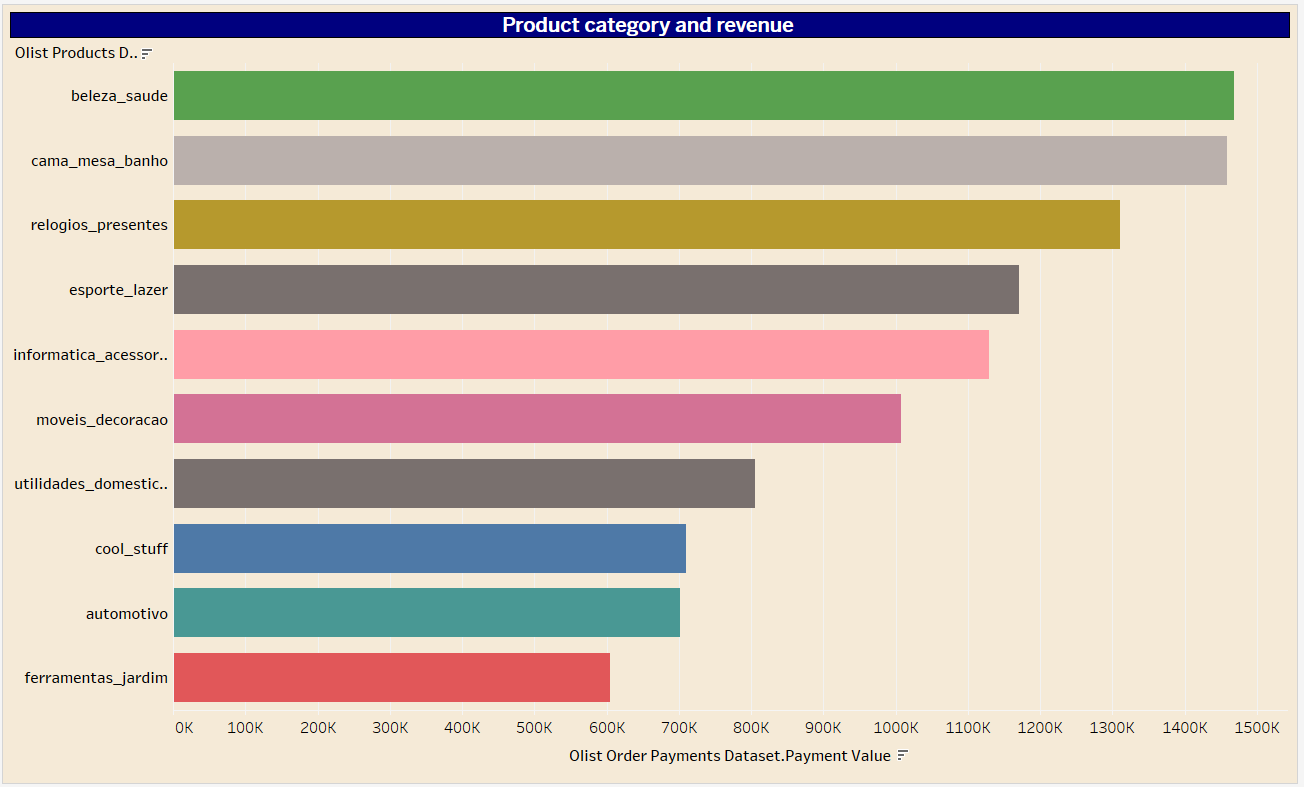 Product category and revenue
Olist Products D..
beleza_saude
cama_mesa_banho
relogios_presentes
esporte_lazer
informatica_acessor..
moveis_decoracao
utilidades_domestic..
cool_stuff
automotivo
ferramentas_jardim
0K 100K 200K 300K 400K 500K 600K 700K 800K 900K 1000K 1100K 1200K 1300K 1400K 1500K
Olist Order Payments Dataset.Payment Value